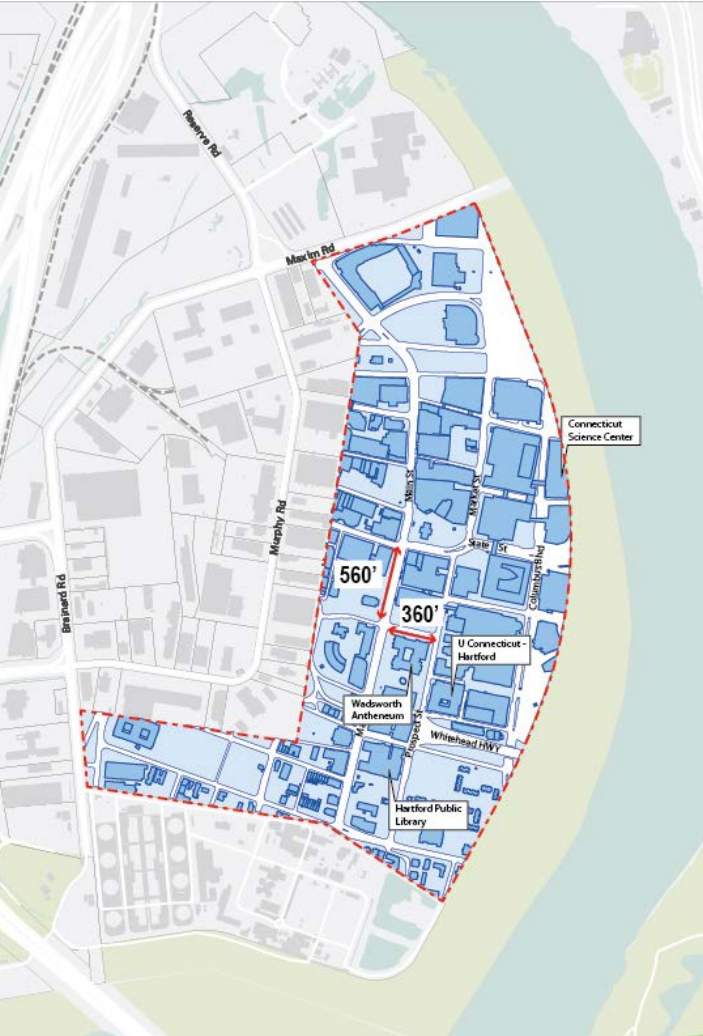 Reserve Rd
Maxim Rd
Connecticut
Science Center
Main St
Market St
Murphy Rd
State St
560'
Columbus Blvd
Brainard Rd
360'
U Connecticut -
Hartford
Wadsworth
Antheneum
Prospect St
Whitehead HWY
Hartford Public
Library